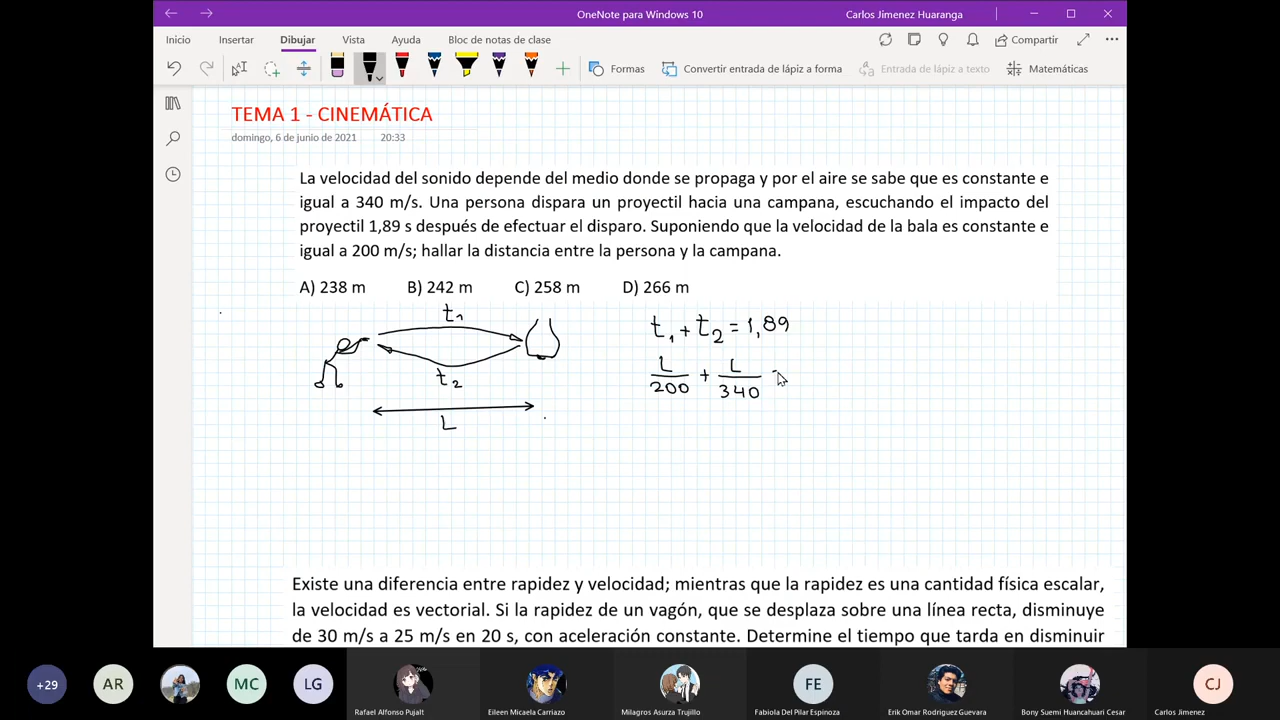 OneNote para Windows 10
Carlos Jimenez Huaranga
Inicio Insertar Dibujar Vista Ayuda Bloc de notas de clase
Compartir
Formas Convertir entrada de lápiz a forma Entrada de lápiz a texto Matemáticas
TEMA 1 - CINEMÁTICA
domingo, 6 de junio de 2021 20:33
La velocidad del sonido depende del medio donde se propaga y por el aire se sabe que es constante e
igual a 340 m/s. Una persona dispara un proyectil hacia una campana, escuchando el impacto del
proyectil 1,89 s después de efectuar el disparo. Suponiendo que la velocidad de la bala es constante e
igual a 200 m/s; hallar la distancia entre la persona y la campana.
A) 238 m B) 242 m C) 258 m D) 266 m
t1
t2
L
t1 + t2 = 1,89
L/200 + L/340
Existe una diferencia entre rapidez y velocidad; mientras que la rapidez es una cantidad física escalar,
la velocidad es vectorial. Si la rapidez de un vagón, que se desplaza sobre una línea recta, disminuye
de 30 m/s a 25 m/s en 20 s, con aceleración constante. Determine el tiempo que tarda en disminuir
+29 AR MC LG FE CJ
Rafael Alfonso Pujalt Eileen Micaela Carriazo Milagros Asurza Trujillo Fabiola Del Pilar Espinoza Erik Omar Rodriguez Guevara Bony Suemi Huancahuari Cesar Carlos Jimenez